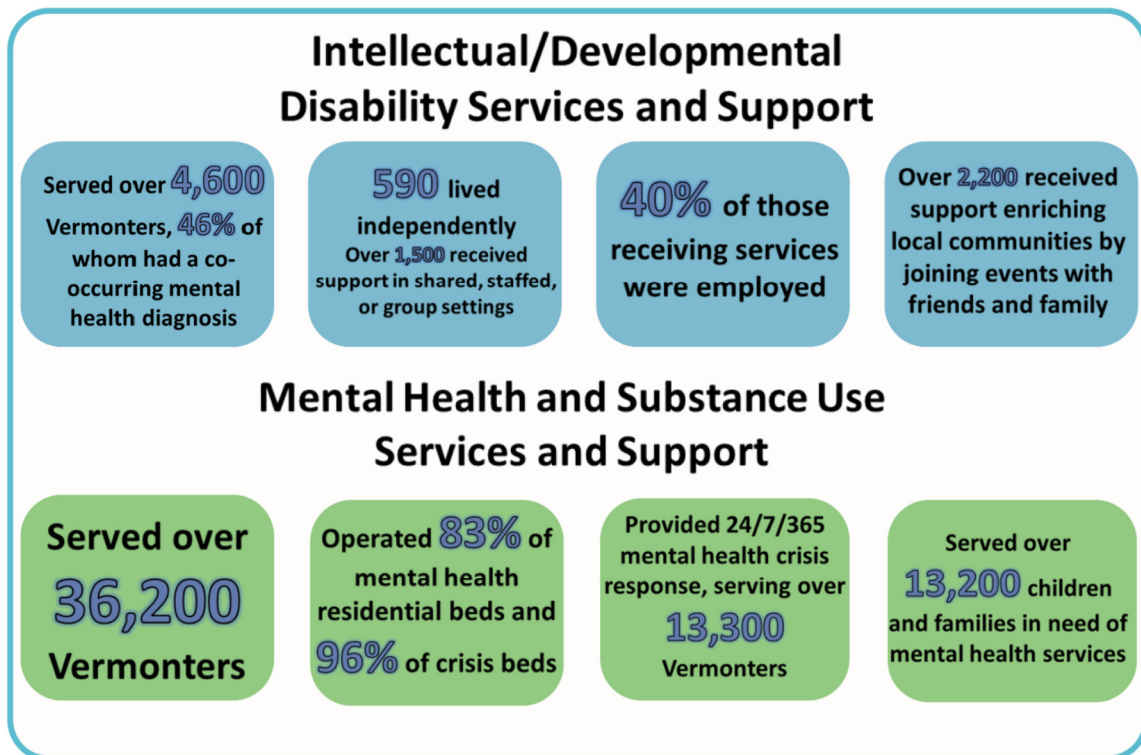 Intellectual/Developmental
Disability Services and Support
Served over 4,600
Vermonters, 46% of
whom had a co-
occurring mental
health diagnosis
590 lived
independently
Over 1,500 received
support in shared, staffed,
or group settings
40% of those
receiving services
were employed
Over 2,200 received
support enriching
local communities by
joining events with
friends and family
Mental Health and Substance Use
Services and Support
Served over
36,200
Vermonters
Operated 83% of
mental health
residential beds and
96% of crisis beds
Provided 24/7/365
mental health crisis
response, serving over
13,300
Vermonters
Served over
13,200 children
and families in need of
mental health services